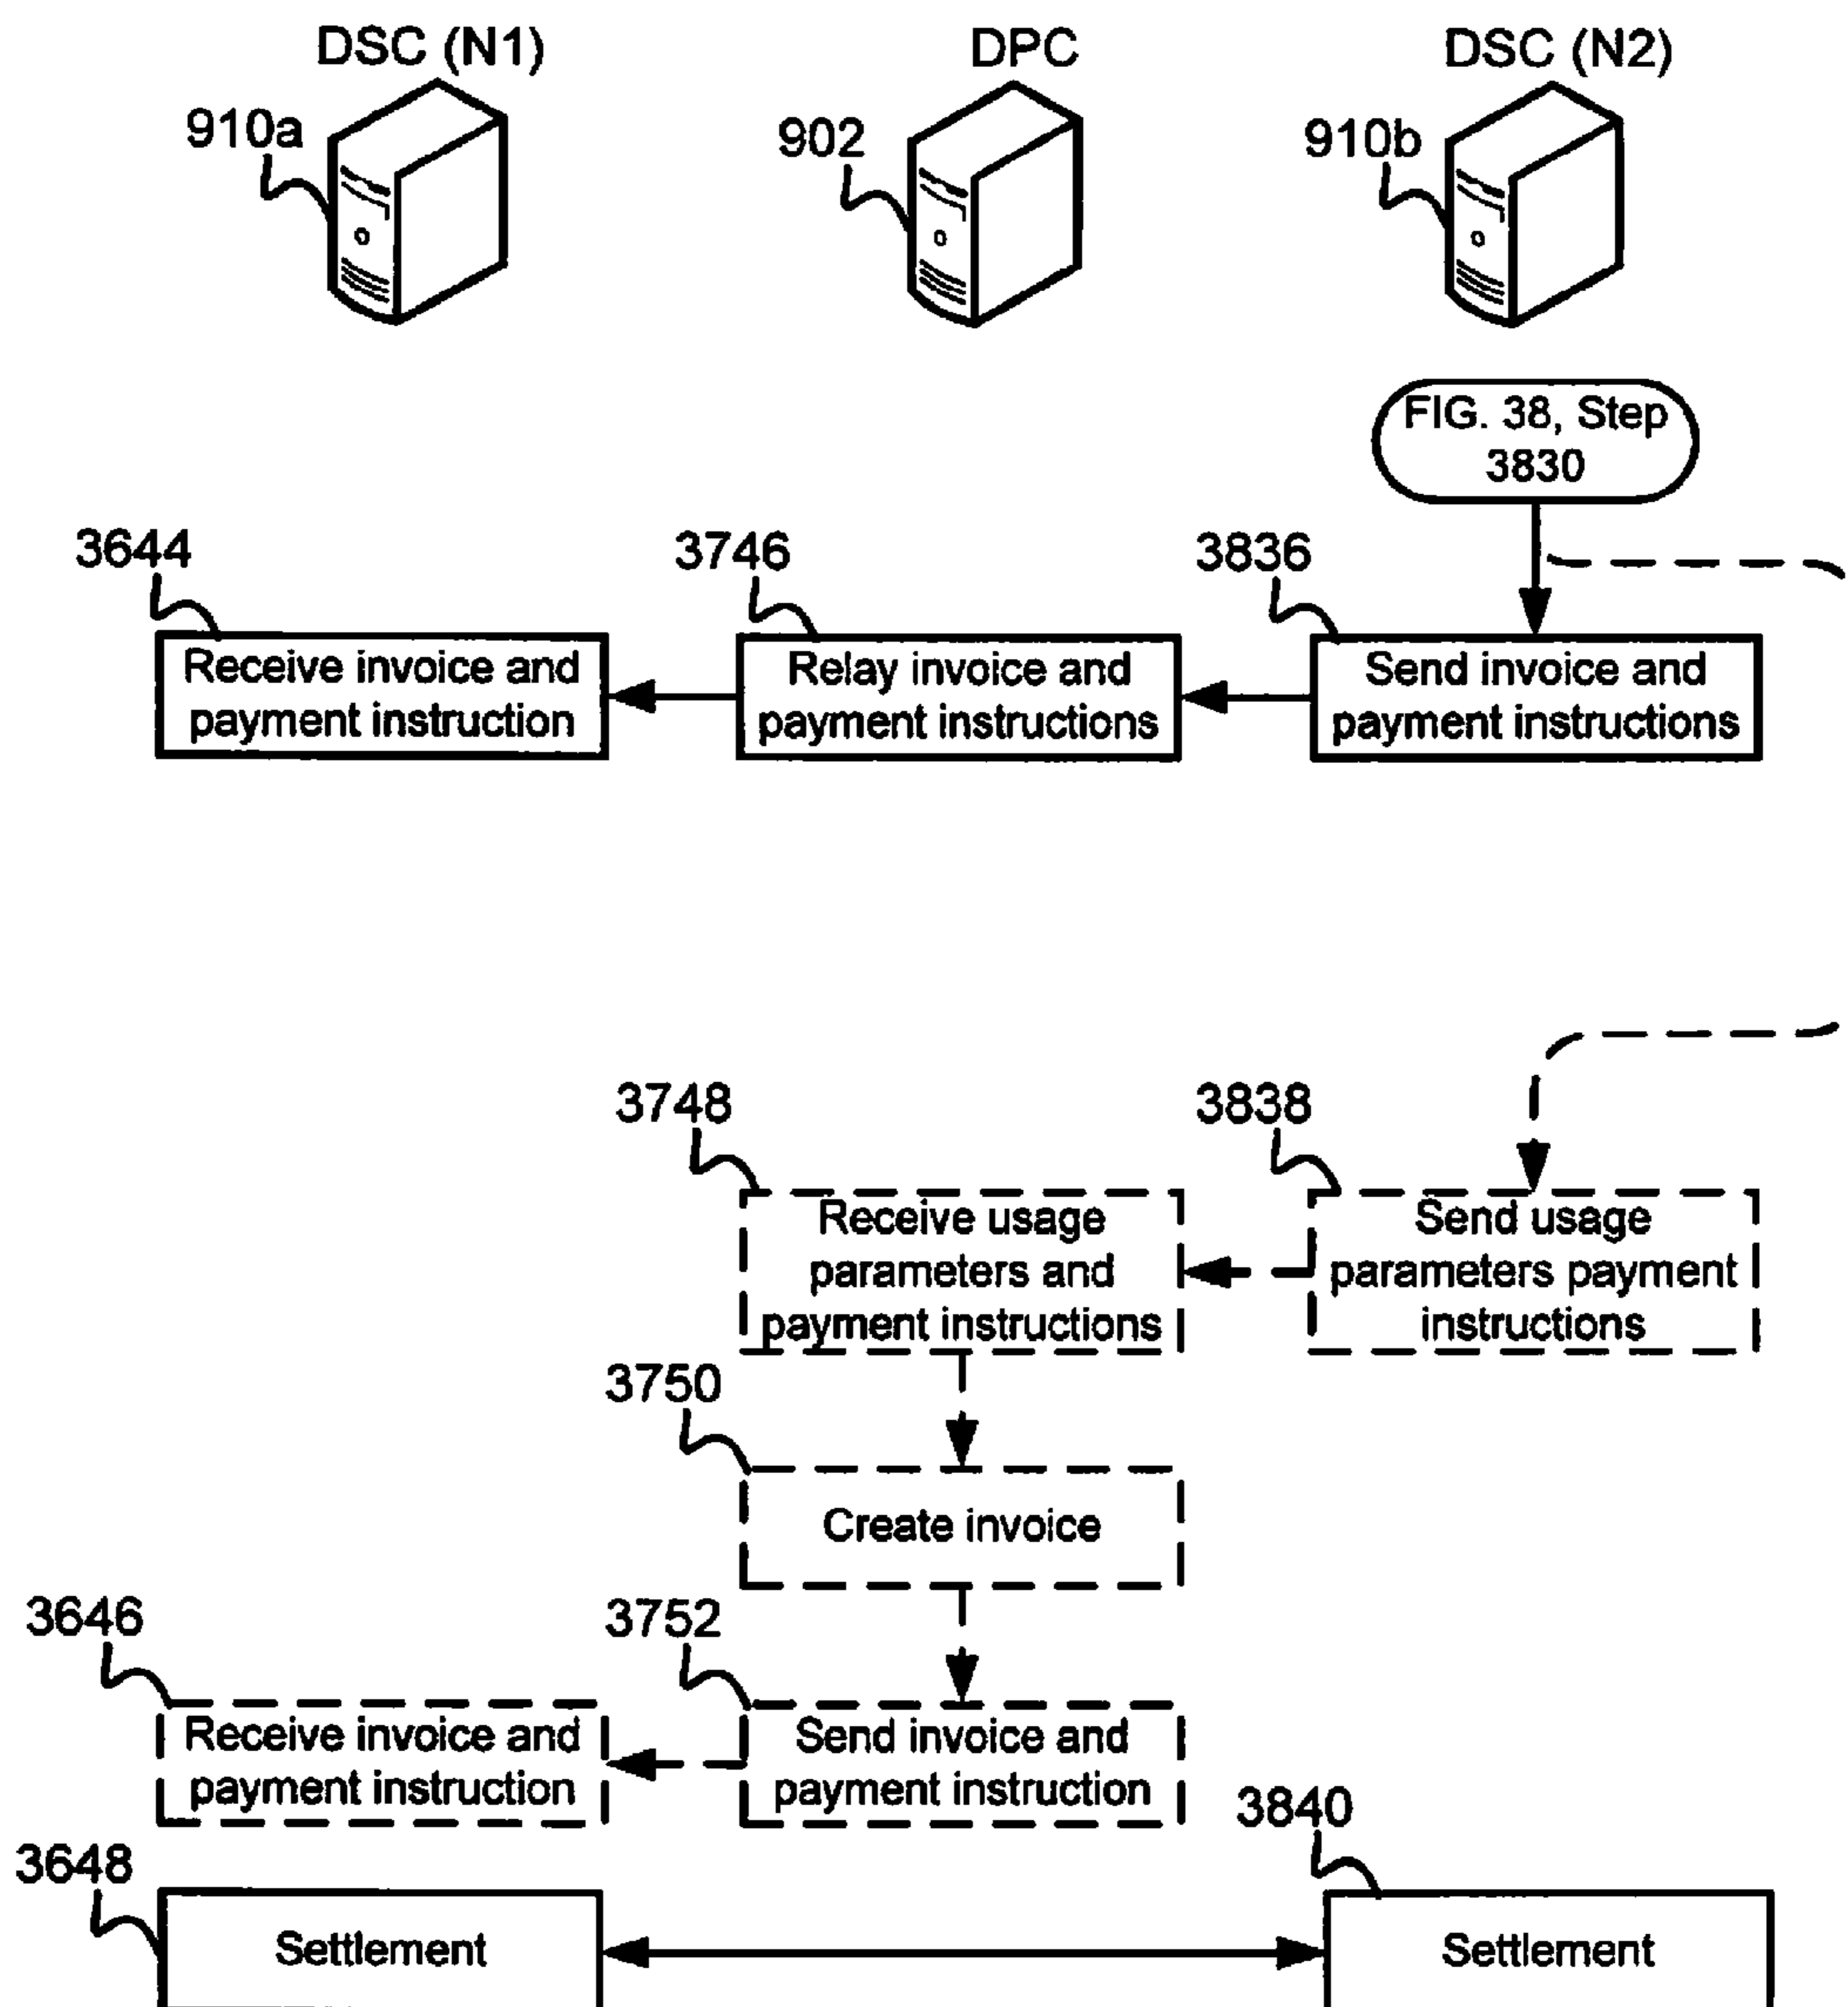 DSC (N1)
DPC
DSC (N2)
910a
902
910b
FIG. 38, Step
3830
3644
3746
3836
Receive invoice and
payment instruction
Relay invoice and
payment instructions
Send invoice and
payment instructions
3748
3838
Receive usage
parameters and
payment instructions
Send usage
parameters payment
instructions
3750
Create invoice
3646
3752
Receive invoice and
payment instruction
Send invoice and
payment instruction
3648
3840
Settlement
Settlement